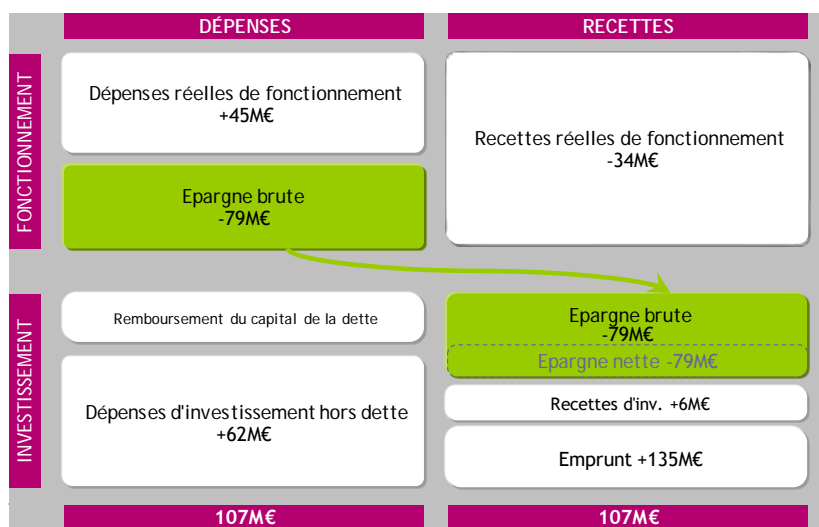 DÉPENSES
RECETTES
FONCTIONNEMENT
Dépenses réelles de fonctionnement
+45M€
Epargne brute
-79M€
Recettes réelles de fonctionnement
-34M€
INVESTISSEMENT
Remboursement du capital de la dette
Dépenses d'investissement hors dette
+62M€
Epargne brute
-79M€
Epargne nette -79M€
Recettes d'inv. +6M€
Emprunt +135M€
107M€
107M€